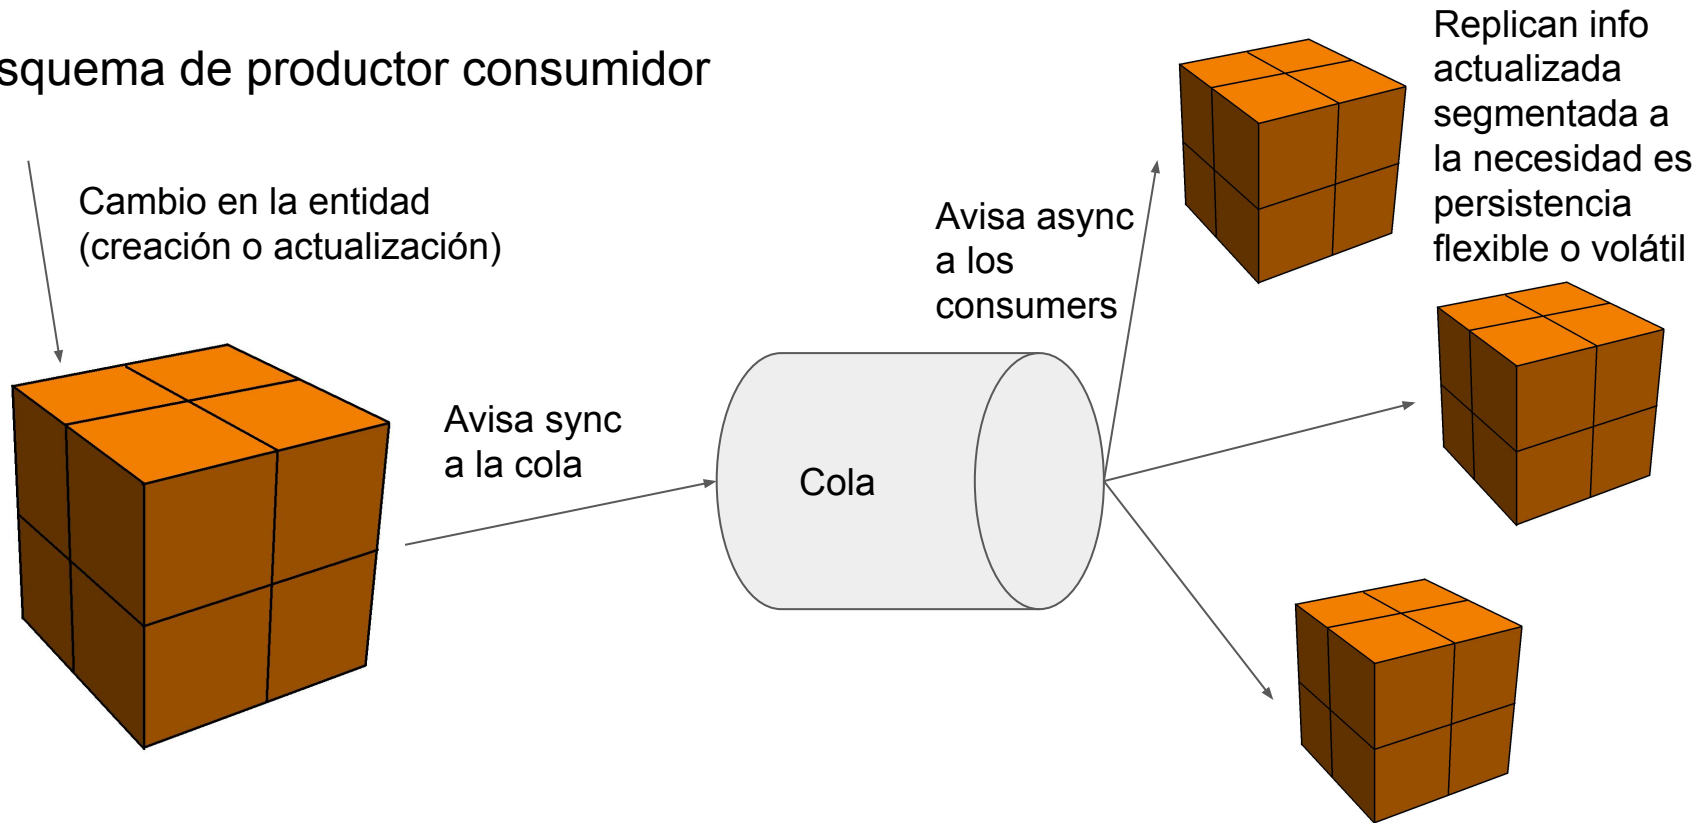 squema de productor consumidor
Cambio en la entidad
(creación o actualización)
Avisa sync
a la cola
Cola
Avisa async
a los
consumers
Replican info
actualizada
segmentada a
la necesidad es
persistencia
flexible o volátil